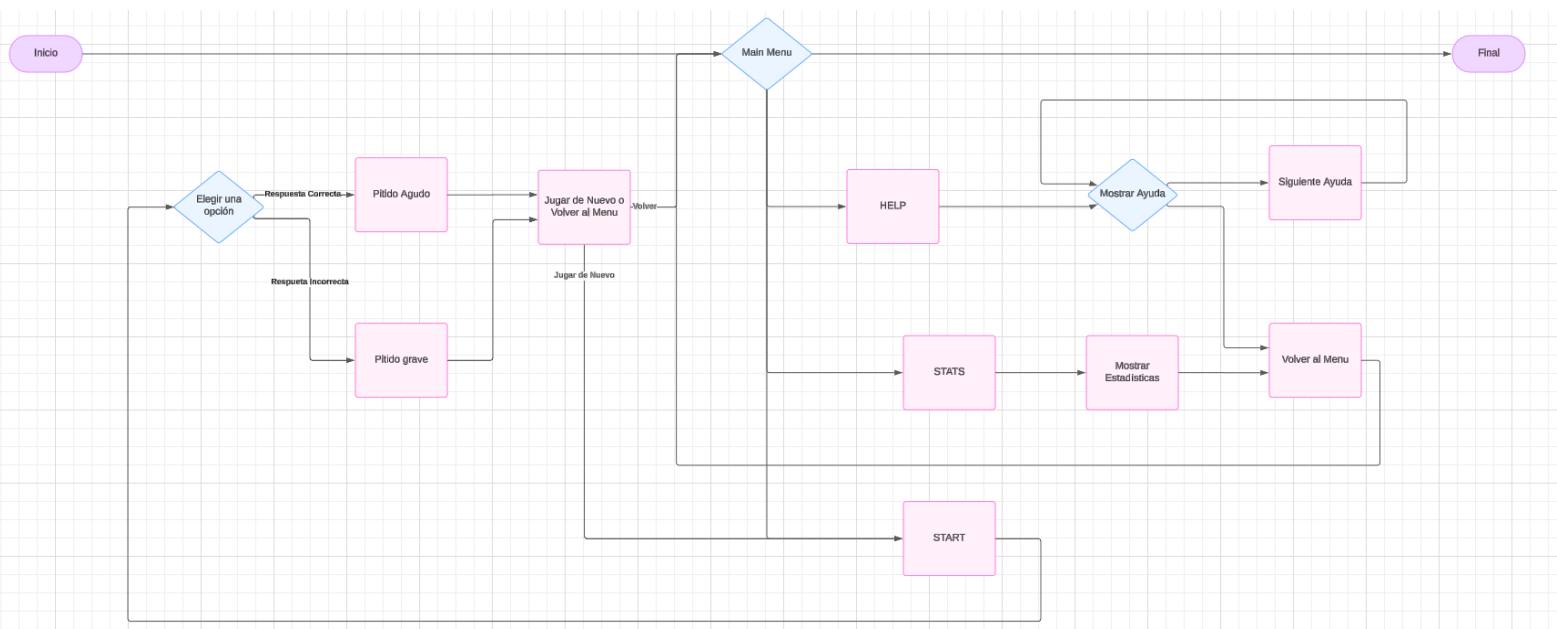 Inicio
Main Menu
Final
Elegir una
opción
Respuesta Correcta
Pitido Agudo
Jugar de Nuevo o
Volver al Menu
Volver
HELP
Mostrar Ayuda
Siguiente Ayuda
Jugar de Nuevo
Respueta Incorrecta
Pitido grave
STATS
Mostrar
Estadisticas
Volver al Menu
START